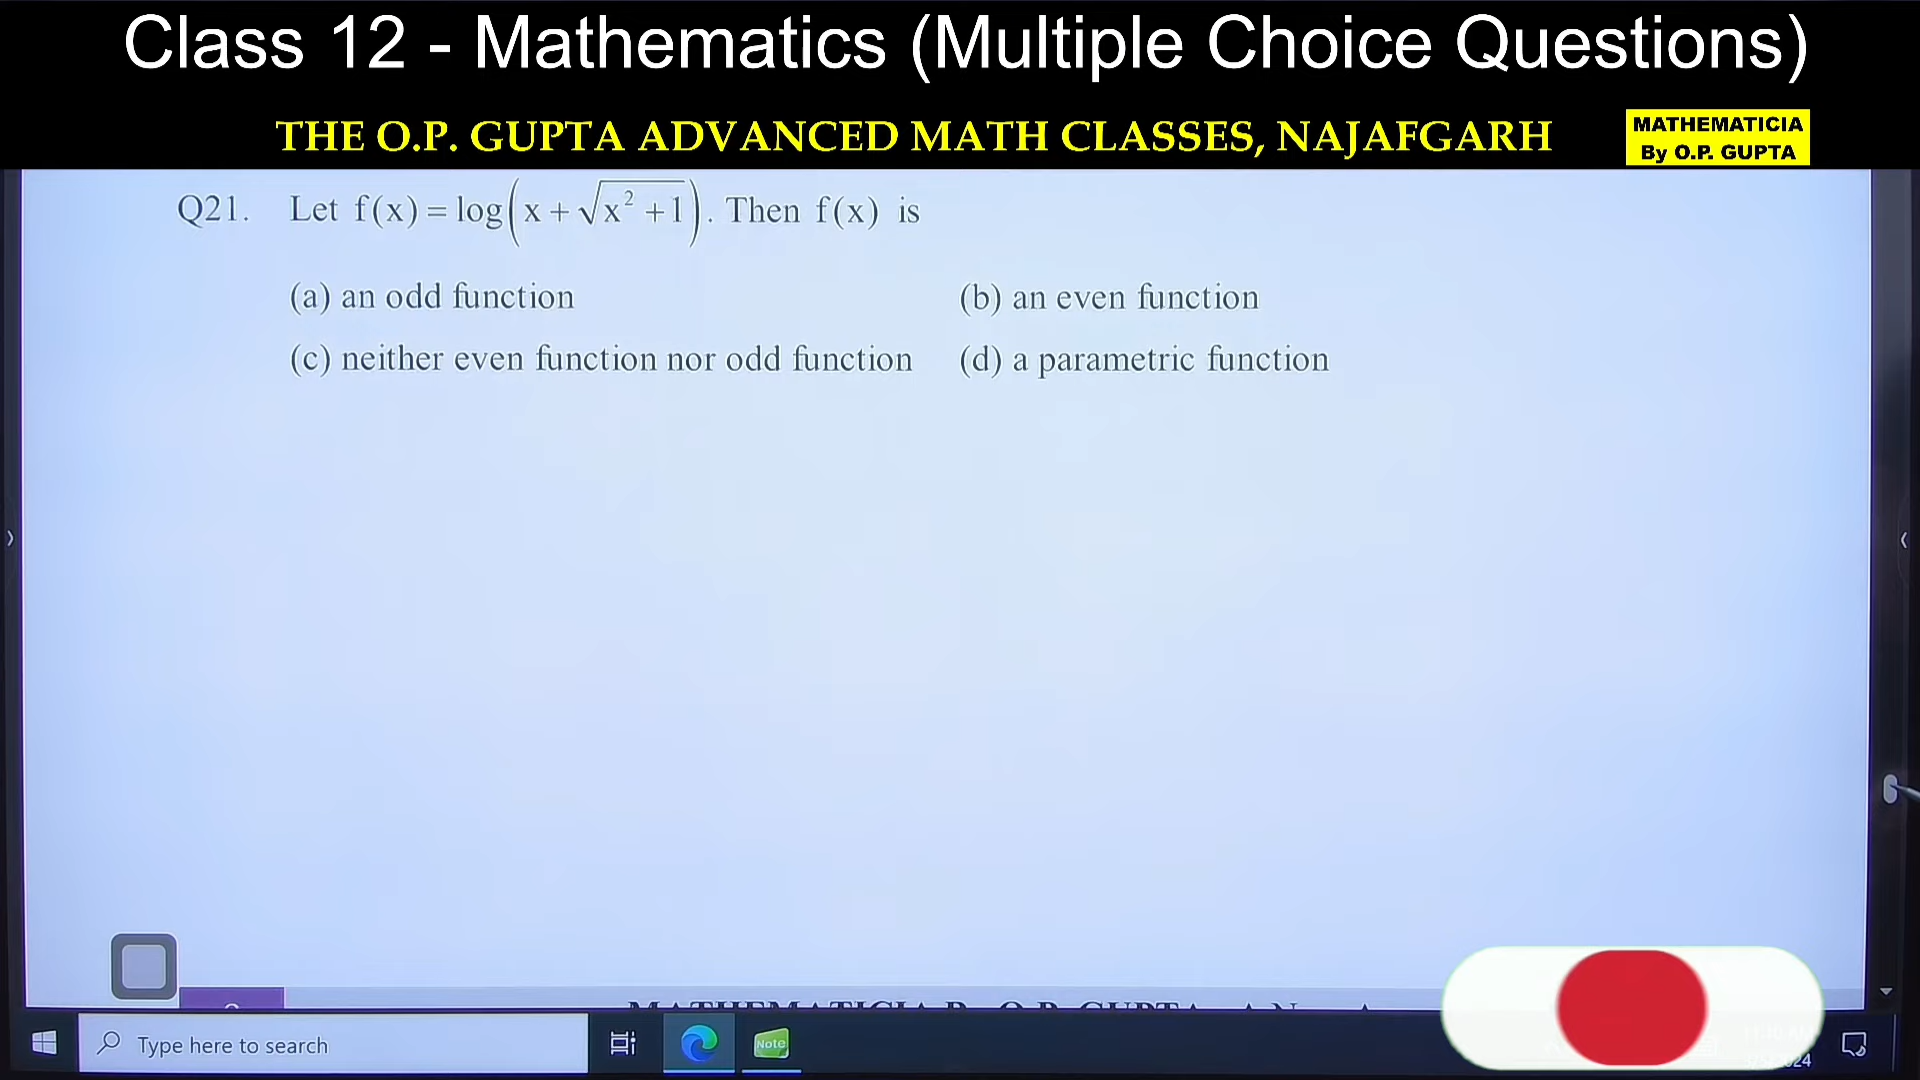 Class 12 - Mathematics (Multiple Choice Questions)
THE O.P. GUPTA ADVANCED MATH CLASSES, NAJAFGARH
MATHEMATICIA
By O.P. GUPTA
Q21. Let f(x) = log(x + √(x² + 1)). Then f(x) is
(a) an odd function (b) an even function
(c) neither even function nor odd function (d) a parametric function
Type here to search
Note